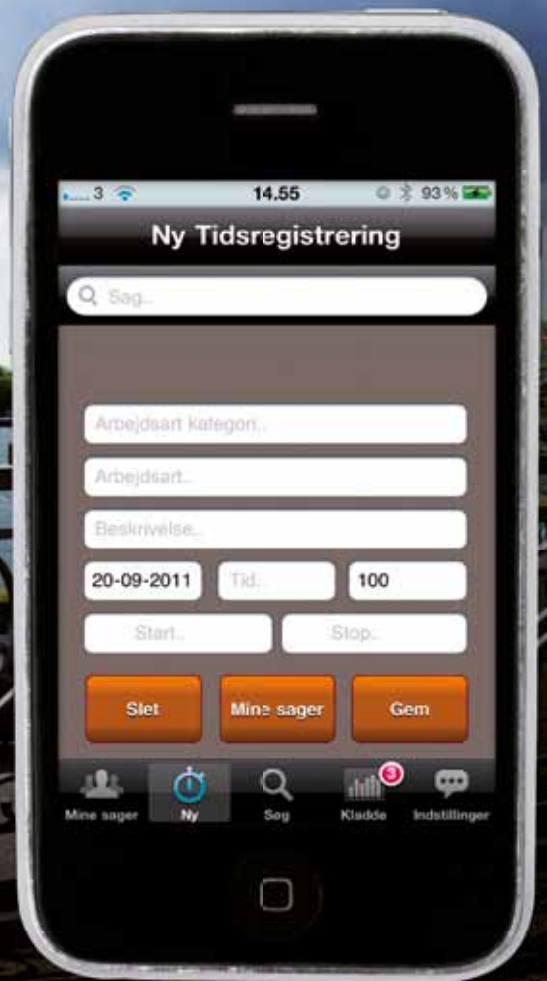 3 14.55 93 %
Ny Tidsregistrering
Sag..
Arbejdsart kategori..
Arbejdsart..
Beskrivelse..
20-09-2011 Tid.. 100
Start.. Stop..
Slet Mine sager Gem
3
Mine sager Ny Søg Kladde Indstillinger